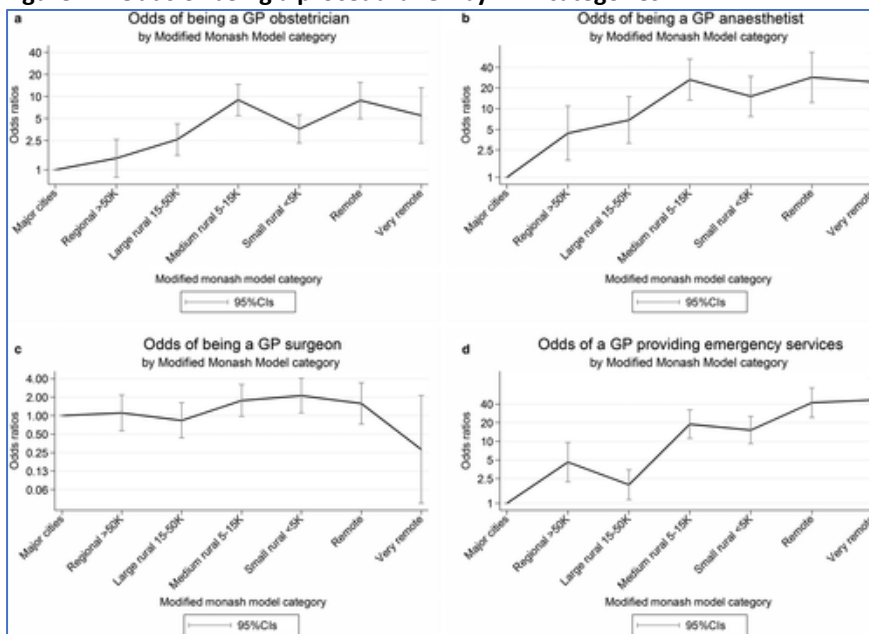 a
Odds of being a GP obstetrician
by Modified Monash Model category
Odds ratios
40
20
10
5
2.5
1
Major cities
Regional >50K
Large rural 15-50K
Medium rural 5-15K
Small rural <5K
Remote
Very remote
Modified monash model category
95%CIs
b
Odds of being a GP anaesthetist
by Modified Monash Model category
Odds ratios
40
20
10
5
2.5
1
Major cities
Regional >50K
Large rural 15-50K
Medium rural 5-15K
Small rural <5K
Remote
Very remote
Modified monash model category
95%CIs
c
Odds of being a GP surgeon
by Modified Monash Model category
Odds ratios
4.00
2.00
1.00
0.50
0.25
0.13
0.06
Major cities
Regional >50K
Large rural 15-50K
Medium rural 5-15K
Small rural <5K
Remote
Very remote
Modified monash model category
95%CIs
d
Odds of a GP providing emergency services
by Modified Monash Model category
Odds ratios
40
20
10
5
2.5
1
Major cities
Regional >50K
Large rural 15-50K
Medium rural 5-15K
Small rural <5K
Remote
Very remote
Modified monash model category
95%CIs